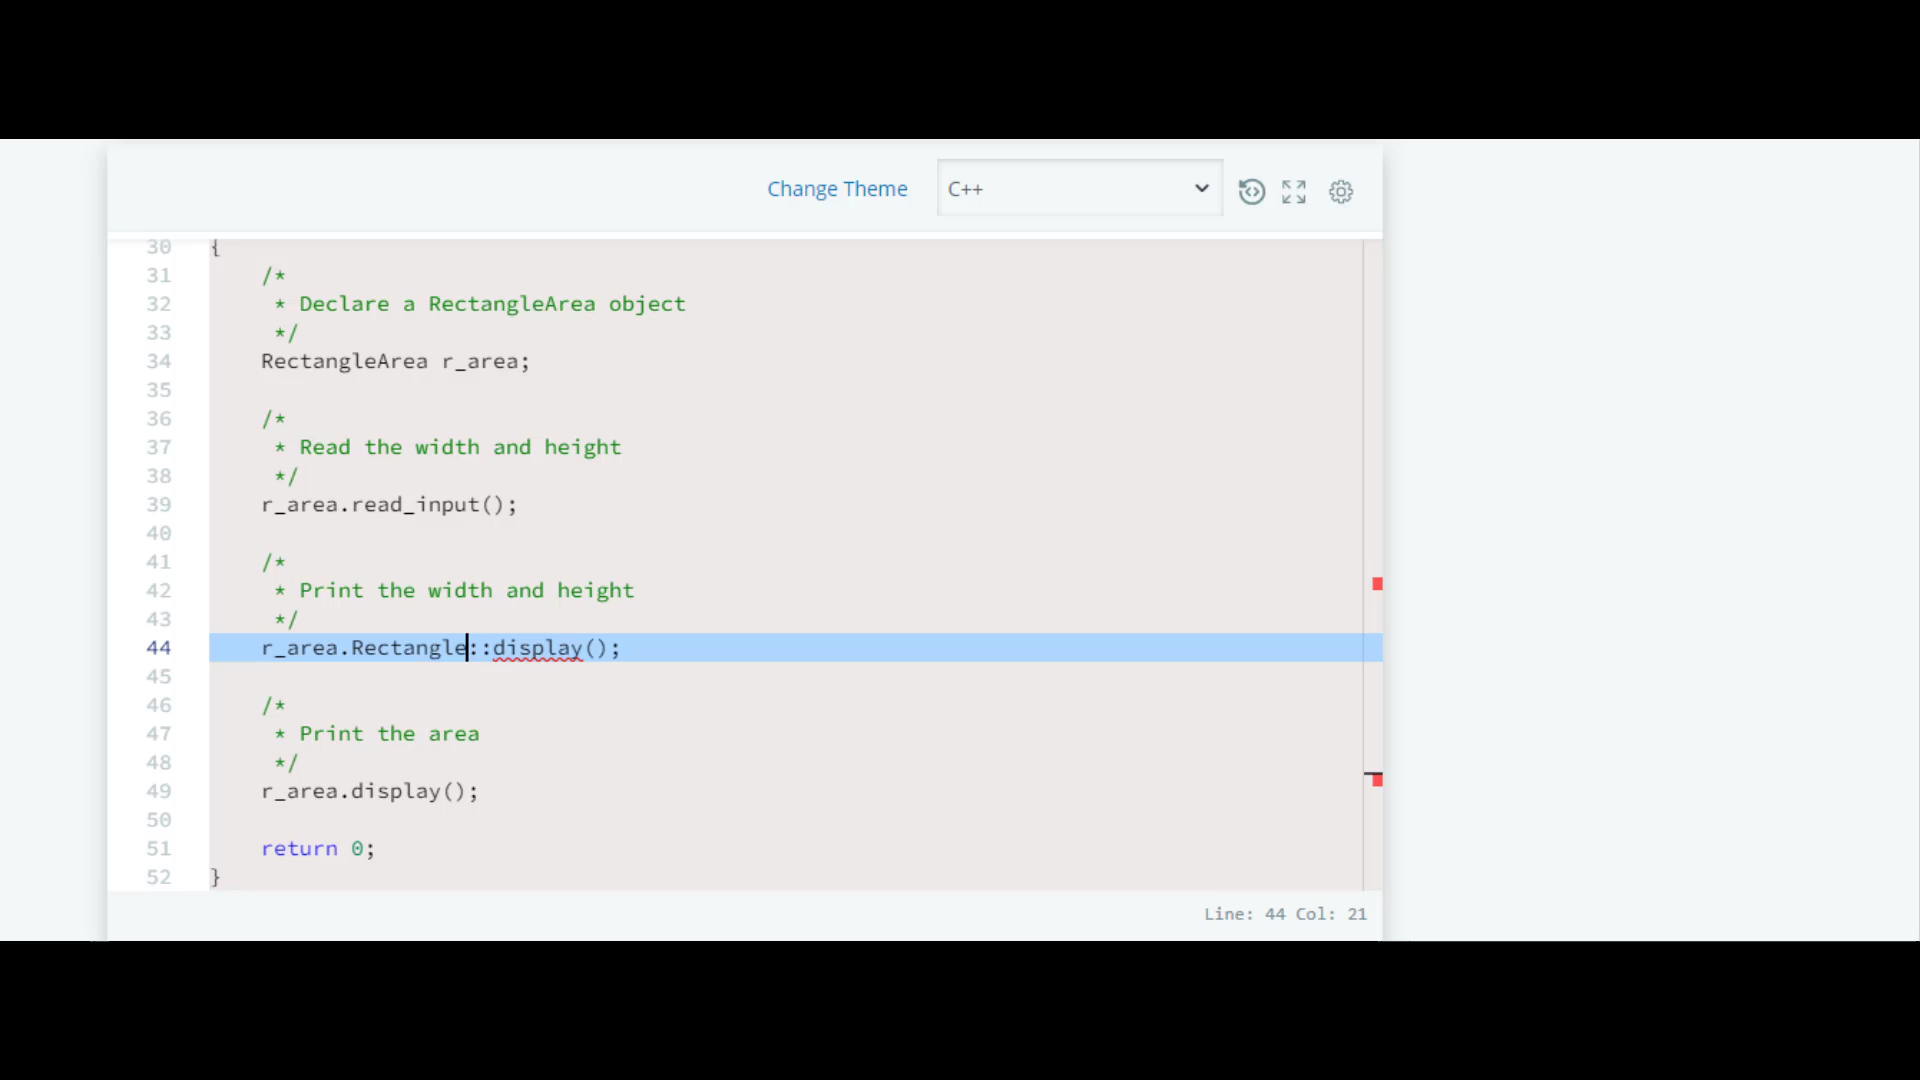 Change Theme C++
30 {
31 /*
32 * Declare a RectangleArea object
33 */
34 RectangleArea r_area;
35
36 /*
37 * Read the width and height
38 */
39 r_area.read_input();
40
41 /*
42 * Print the width and height
43 */
44 r_area.Rectangle::display();
45
46 /*
47 * Print the area
48 */
49 r_area.display();
50
51 return 0;
52 }
Line: 44 Col: 21